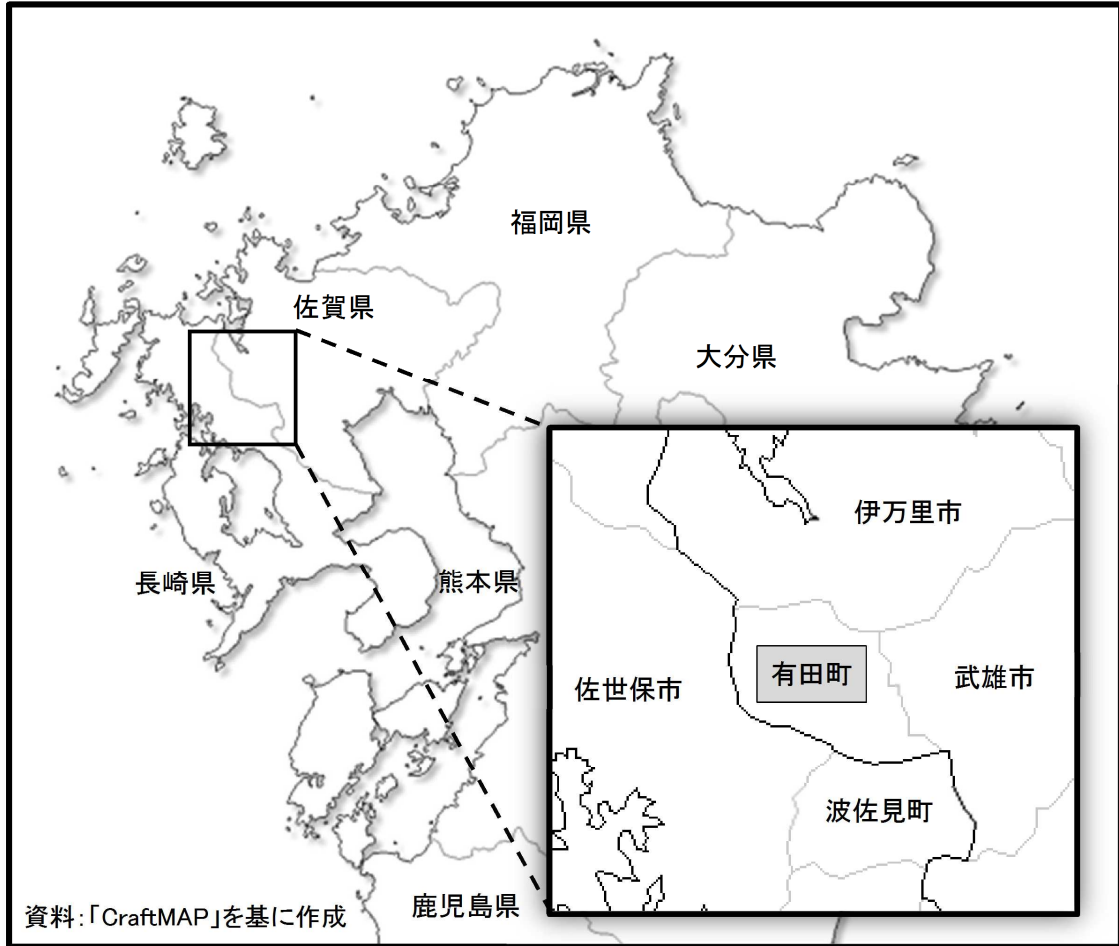 福岡県
佐賀県
大分県
長崎県
熊本県
鹿児島県
伊万里市
有田町
武雄市
佐世保市
波佐見町
資料:「CraftMAP」を基に作成